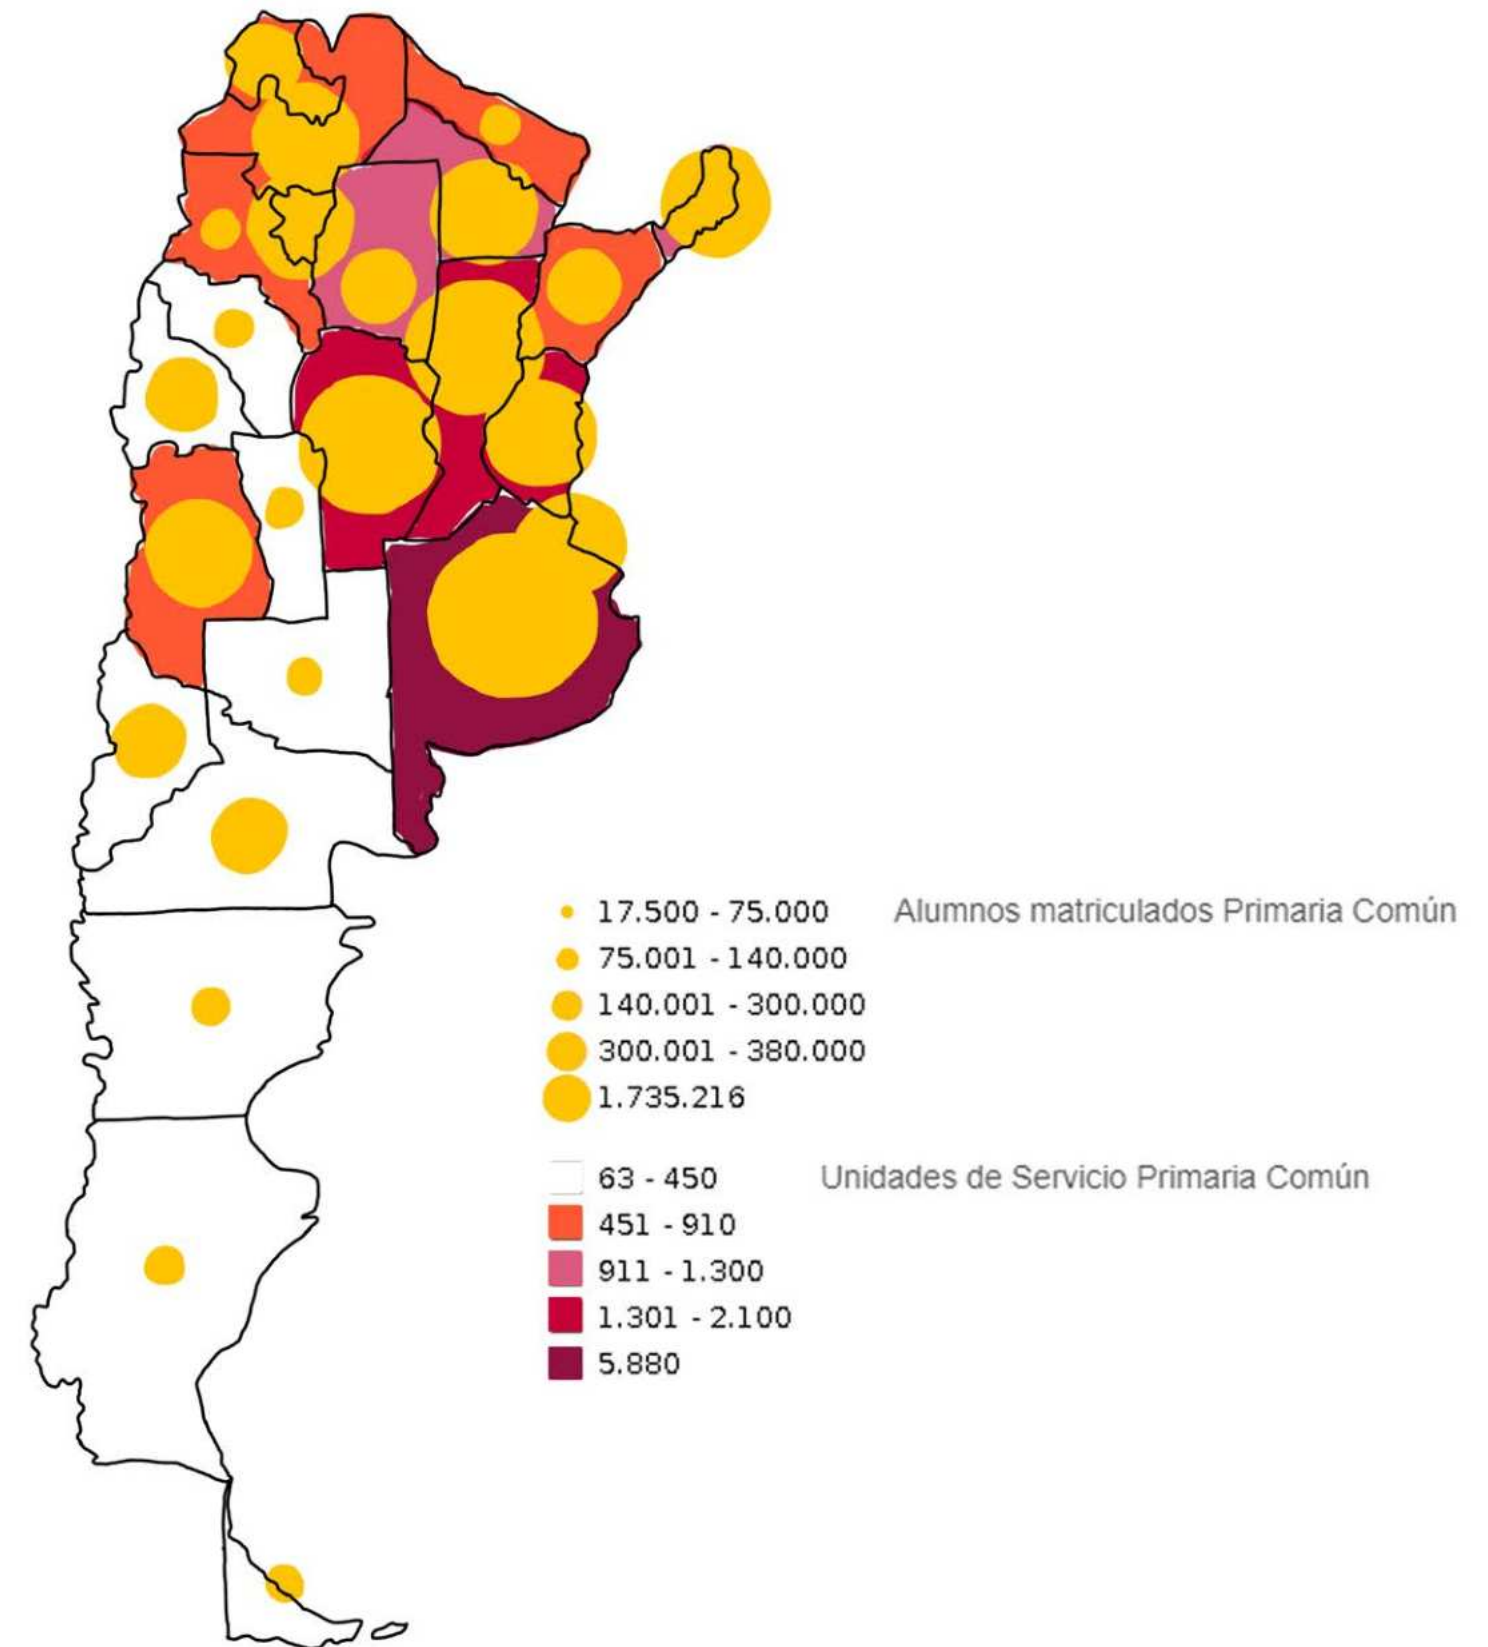 17.500 - 75.000 Alumnos matriculados Primaria Común
75.001 - 140.000
140.001 - 300.000
300.001 - 380.000
1.735.216
63 - 450 Unidades de Servicio Primaria Común
451 - 910
911 - 1.300
1.301 - 2.100
5.880